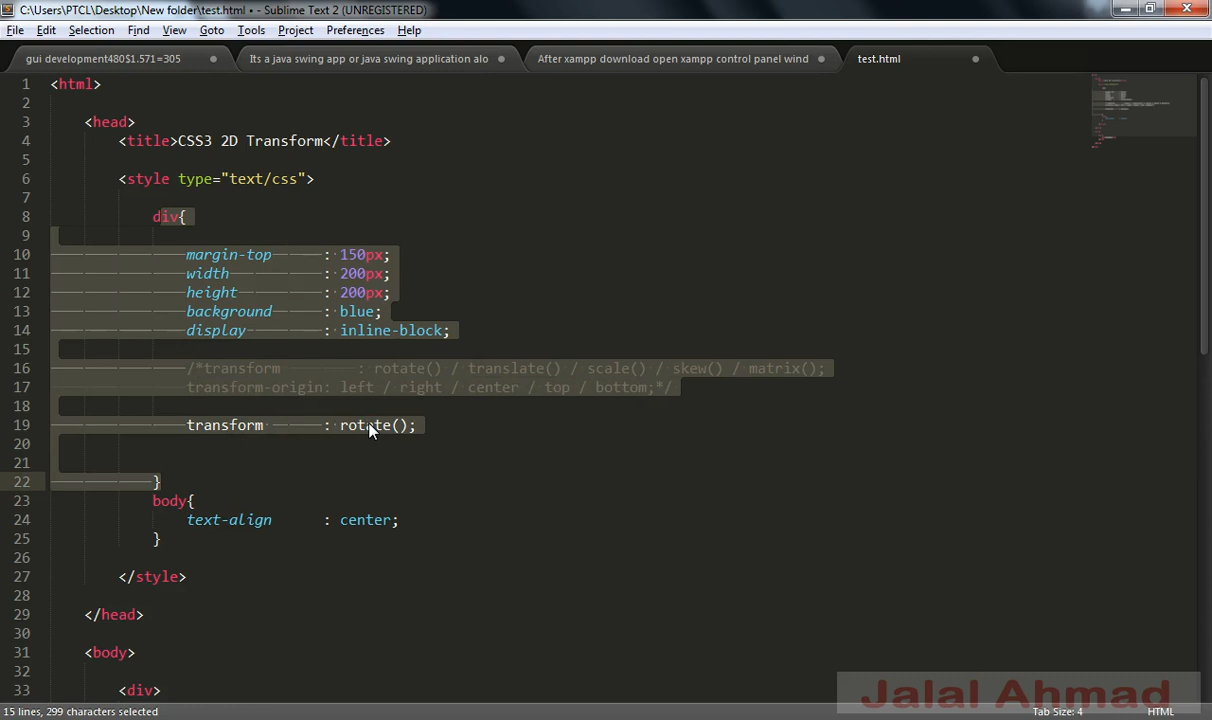 C:\Users\PTCL\Desktop\New folder\test.html • - Sublime Text 2 (UNREGISTERED)
File Edit Selection Find View Goto Tools Project Preferences Help
gui development480$1.571=305 Its a java swing app or java swing application alo After xampp download open xampp control panel wind test.html
1 <html>
2
3 <head>
4 <title>CSS3 2D Transform</title>
5
6 <style type="text/css">
7
8 div{
9
10 margin-top : 150px;
11 width : 200px;
12 height : 200px;
13 background : blue;
14 display : inline-block;
15
16 /*transform : rotate() / translate() / scale() / skew() / matrix();
17 transform-origin: left / right / center / top / bottom;*/
18
19 transform : rotate();
20
21
22 }
23 body{
24 text-align : center;
25 }
26
27 </style>
28
29 </head>
30
31 <body>
32
33 <div>
Jalal Ahmad
15 lines, 299 characters selected Tab Size: 4 HTML